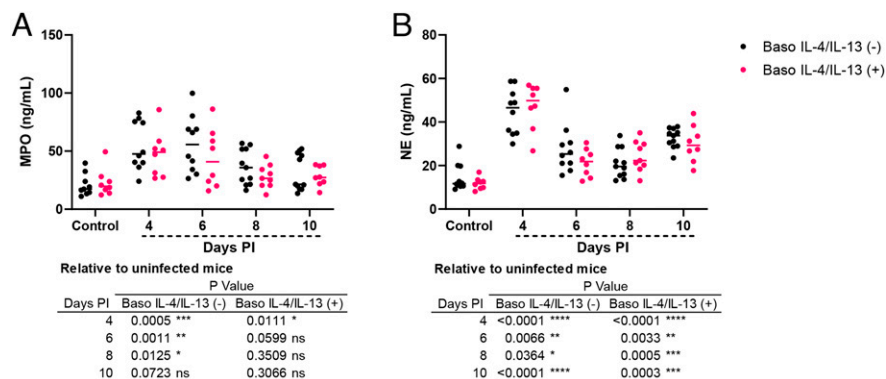 A
MPO (ng/mL)
150
100
50
0
Control
4
6
8
10
Days PI
Relative to uninfected mice
P Value
Days PI Baso IL-4/IL-13 (-) Baso IL-4/IL-13 (+)
4 0.0005 *** 0.0111 *
6 0.0011 ** 0.0599 ns
8 0.0125 * 0.3509 ns
10 0.0723 ns 0.3066 ns
B
NE (ng/mL)
80
60
40
20
0
Control
4
6
8
10
Days PI
Baso IL-4/IL-13 (-)
Baso IL-4/IL-13 (+)
Relative to uninfected mice
P Value
Days PI Baso IL-4/IL-13 (-) Baso IL-4/IL-13 (+)
4 <0.0001 **** <0.0001 ****
6 0.0066 ** 0.0033 **
8 0.0364 * 0.0005 ***
10 <0.0001 **** 0.0003 ***